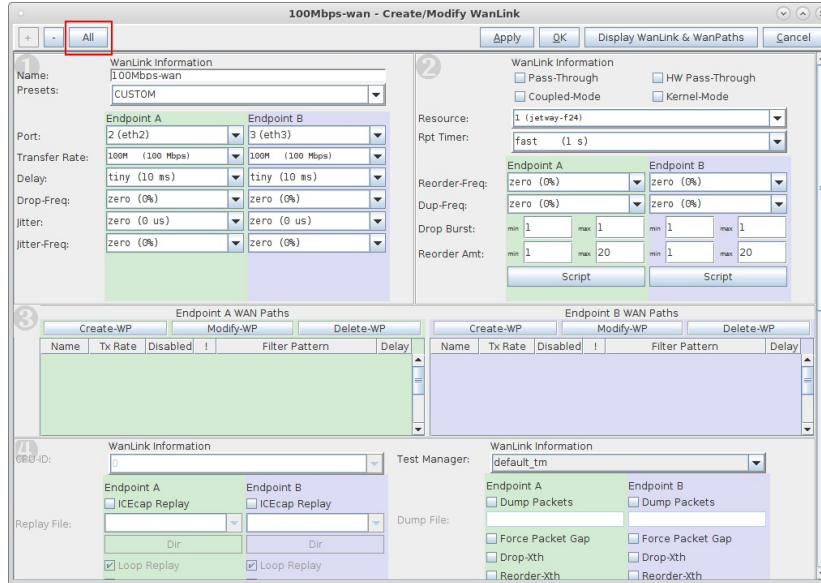 100Mbps-wan - Create/Modify WanLink
+ - All Apply OK Display WanLink & WanPaths Cancel
1
WanLink Information
Name: 100Mbps-wan
Presets: CUSTOM
Endpoint A Endpoint B
Port: 2 (eth2) 3 (eth3)
Transfer Rate: 100M (100 Mbps) 100M (100 Mbps)
Delay: tiny (10 ms) tiny (10 ms)
Drop-Freq: zero (0%) zero (0%)
Jitter: zero (0 us) zero (0 us)
Jitter-Freq: zero (0%) zero (0%)
2
WanLink Information
Pass-Through HW Pass-Through
Coupled-Mode Kernel-Mode
Resource: 1 (jetway-f24)
Rpt Timer: fast (1 s)
Endpoint A Endpoint B
Reorder-Freq: zero (0%) zero (0%)
Dup-Freq: zero (0%) zero (0%)
Drop Burst: min 1 max 1 min 1 max 1
Reorder Amt: min 1 max 20 min 1 max 20
Script Script
3
Endpoint A WAN Paths
Create-WP Modify-WP Delete-WP
Name Tx Rate Disabled ! Filter Pattern Delay
Endpoint B WAN Paths
Create-WP Modify-WP Delete-WP
Name Tx Rate Disabled ! Filter Pattern Delay
4
WanLink Information
CPU-ID: 0
Endpoint A Endpoint B
ICEcap Replay ICEcap Replay
Replay File:
Dir Dir
Loop Replay Loop Replay
WanLink Information
Test Manager: default_tm
Endpoint A Endpoint B
Dump Packets Dump Packets
Dump File:
Force Packet Gap Force Packet Gap
Drop-Xth Drop-Xth
Reorder-Xth Reorder-Xth